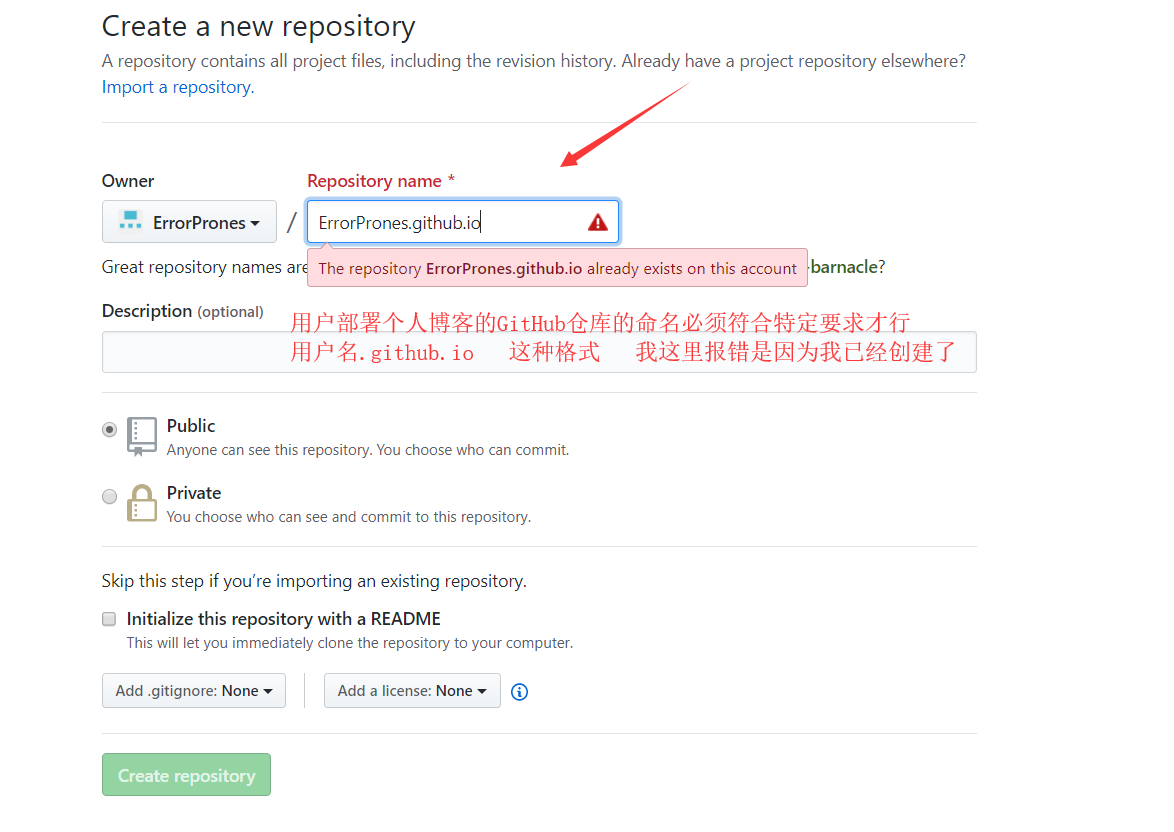 Create a new repository
A repository contains all project files, including the revision history. Already have a project repository elsewhere?
Import a repository.
Owner
Repository name *
ErrorPrones
/
ErrorPrones.github.io
Great repository names are
-barnacle?
The repository ErrorPrones.github.io already exists on this account
Description (optional)
用户部署个人博客的GitHub仓库的命名必须符合特定要求才行
用户名.github.io 这种格式 我这里报错是因为我已经创建了
Public
Anyone can see this repository. You choose who can commit.
Private
You choose who can see and commit to this repository.
Skip this step if you’re importing an existing repository.
Initialize this repository with a README
This will let you immediately clone the repository to your computer.
Add .gitignore: None
Add a license: None
Create repository